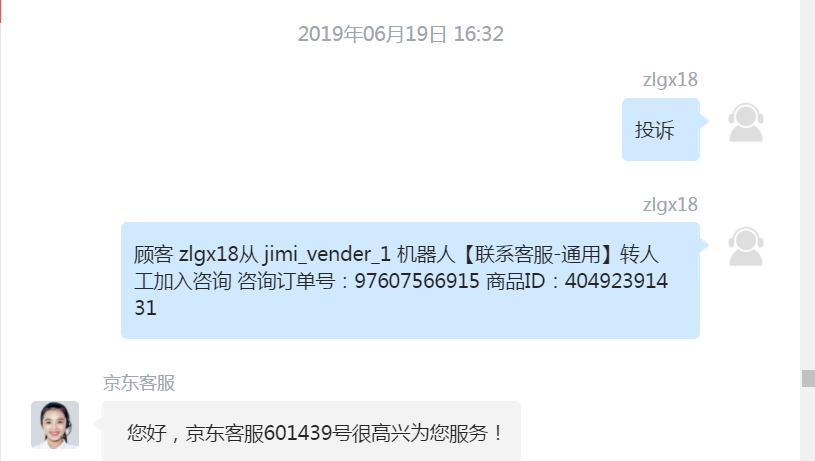 2019年06月19日 16:32
zlgx18
投诉
zlgx18
顾客 zlgx18从 jimi_vender_1 机器人【联系客服-通用】转人
工加入咨询 咨询订单号：97607566915 商品ID：404923914
31
京东客服
您好，京东客服601439号很高兴为您服务！